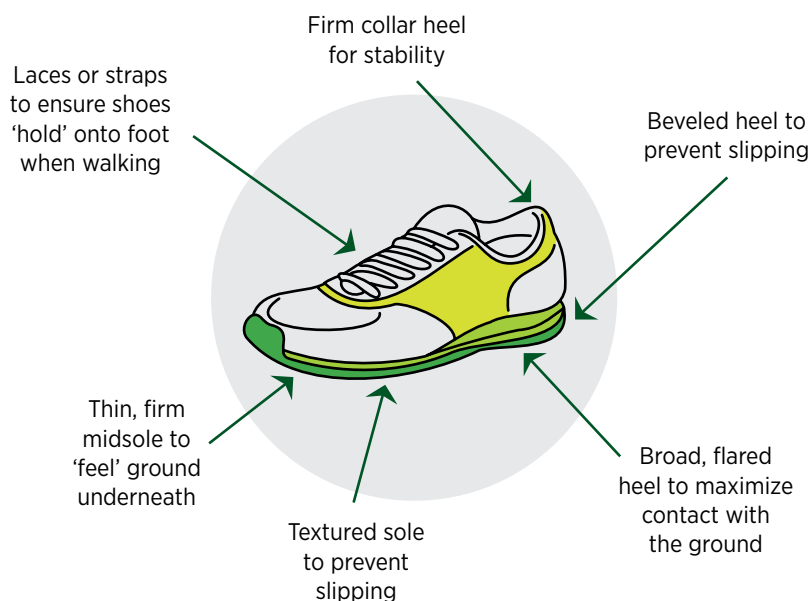 Firm collar heel
for stability
Laces or straps
to ensure shoes
‘hold’ onto foot
when walking
Beveled heel to
prevent slipping
Thin, firm
midsole to
‘feel’ ground
underneath
Textured sole
to prevent
slipping
Broad, flared
heel to maximize
contact with
the ground